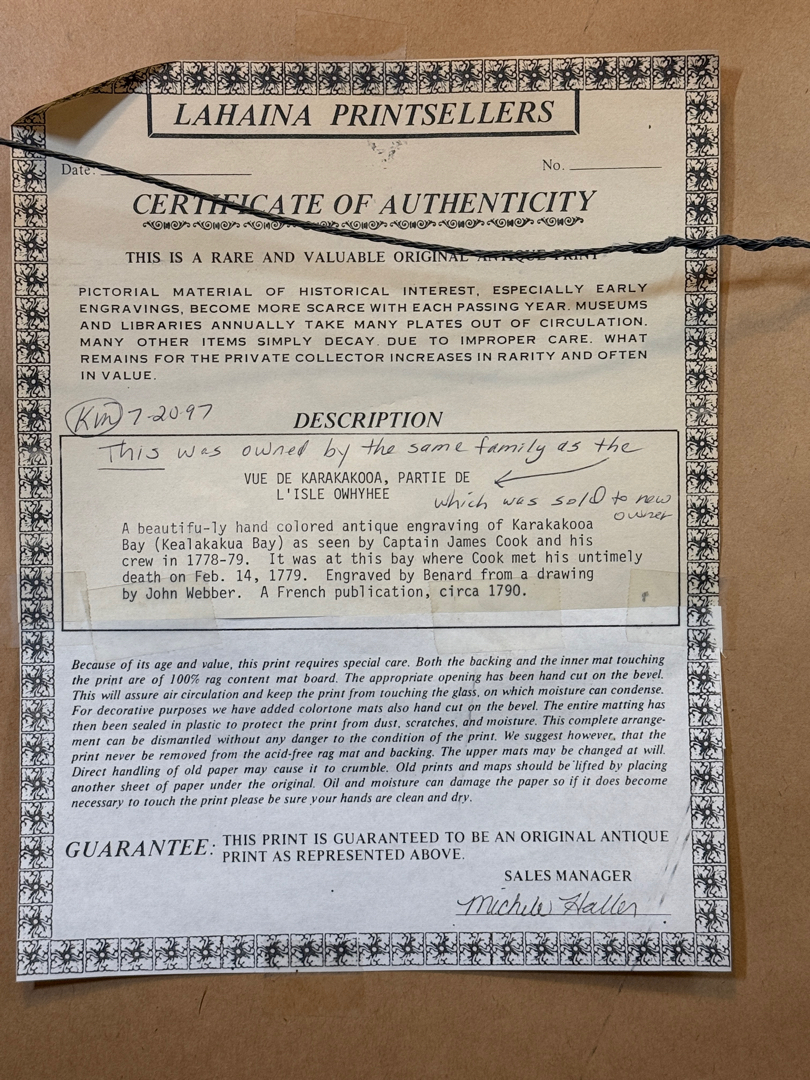 LAHAINA PRINTSELLERS
Date: No.
CERTIFICATE OF AUTHENTICITY
THIS IS A RARE AND VALUABLE ORIGINAL ANTIQUE PRINT
PICTORIAL MATERIAL OF HISTORICAL INTEREST, ESPECIALLY EARLY
ENGRAVINGS, BECOME MORE SCARCE WITH EACH PASSING YEAR. MUSEUMS
AND LIBRARIES ANNUALLY TAKE MANY PLATES OUT OF CIRCULATION.
MANY OTHER ITEMS SIMPLY DECAY DUE TO IMPROPER CARE. WHAT
REMAINS FOR THE PRIVATE COLLECTOR INCREASES IN RARITY AND OFTEN
IN VALUE.
Km 7-20-97
DESCRIPTION
This was owned by the same family as the
VUE DE KARAKAKOOA, PARTIE DE
L'ISLE OWHYHEE
which was sold to new
owner
A beautifu-ly hand colored antique engraving of Karakakooa
Bay (Kealakakua Bay) as seen by Captain James Cook and his
crew in 1778-79. It was at this bay where Cook met his untimely
death on Feb. 14, 1779. Engraved by Benard from a drawing
by John Webber. A French publication, circa 1790.
Because of its age and value, this print requires special care. Both the backing and the inner mat touching
the print are of 100% rag content mat board. The appropriate opening has been hand cut on the bevel.
This will assure air circulation and keep the print from touching the glass, on which moisture can condense.
For decorative purposes we have added colortone mats also hand cut on the bevel. The entire matting has
then been sealed in plastic to protect the print from dust, scratches, and moisture. This complete arrange-
ment can be dismantled without any danger to the condition of the print. We suggest however, that the
print never be removed from the acid-free rag mat and backing. The upper mats may be changed at will.
Direct handling of old paper may cause it to crumble. Old prints and maps should be lifted by placing
another sheet of paper under the original. Oil and moisture can damage the paper so if it does become
necessary to touch the print please be sure your hands are clean and dry.
GUARANTEE: THIS PRINT IS GUARANTEED TO BE AN ORIGINAL ANTIQUE
PRINT AS REPRESENTED ABOVE.
SALES MANAGER
Michele Haller